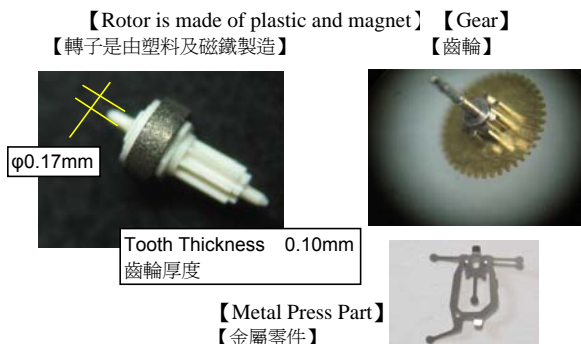 【Rotor is made of plastic and magnet】 【Gear】
【轉子是由塑料及磁鐵製造】 【齒輪】
φ0.17mm
Tooth Thickness 0.10mm
齒輪厚度
【Metal Press Part】
【金屬零件】